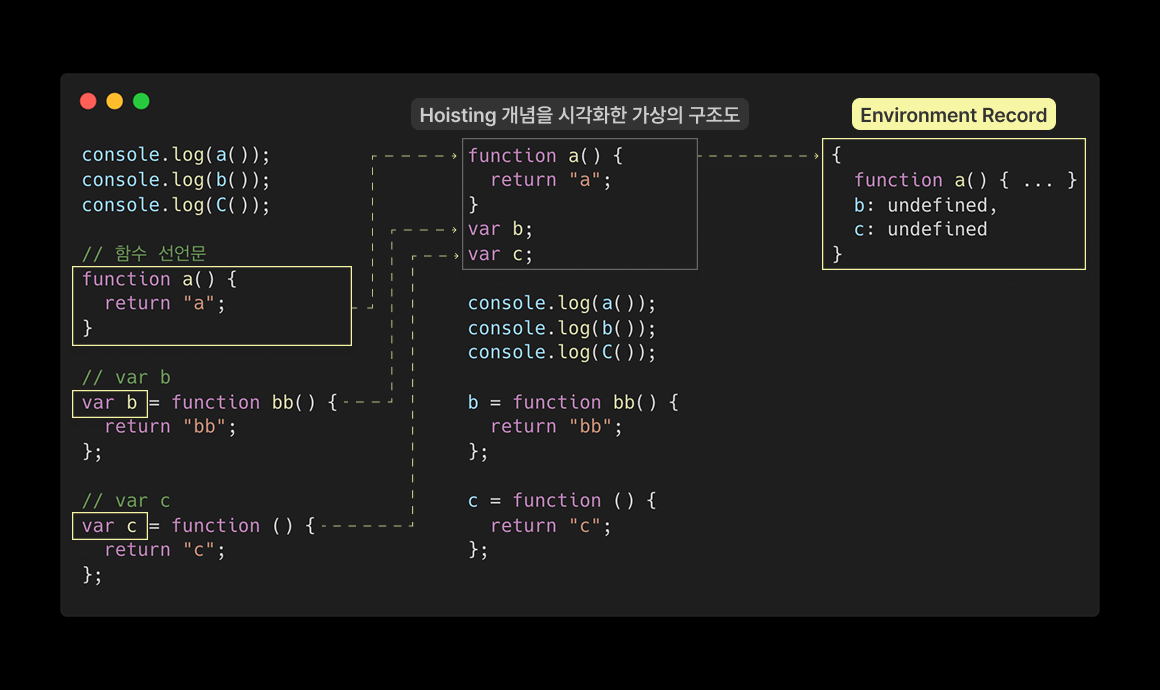 console.log(a());
console.log(b());
console.log(C());
// 함수 선언문
function a() {
  return "a";
}
// var b
var b = function bb() {
  return "bb";
};
// var c
var c = function () {
  return "c";
};
Hoisting 개념을 시각화한 가상의 구조도
function a() {
  return "a";
}
var b;
var c;
console.log(a());
console.log(b());
console.log(C());
b = function bb() {
  return "bb";
};
c = function () {
  return "c";
};
Environment Record
{
  function a() { ... }
  b: undefined,
  c: undefined
}